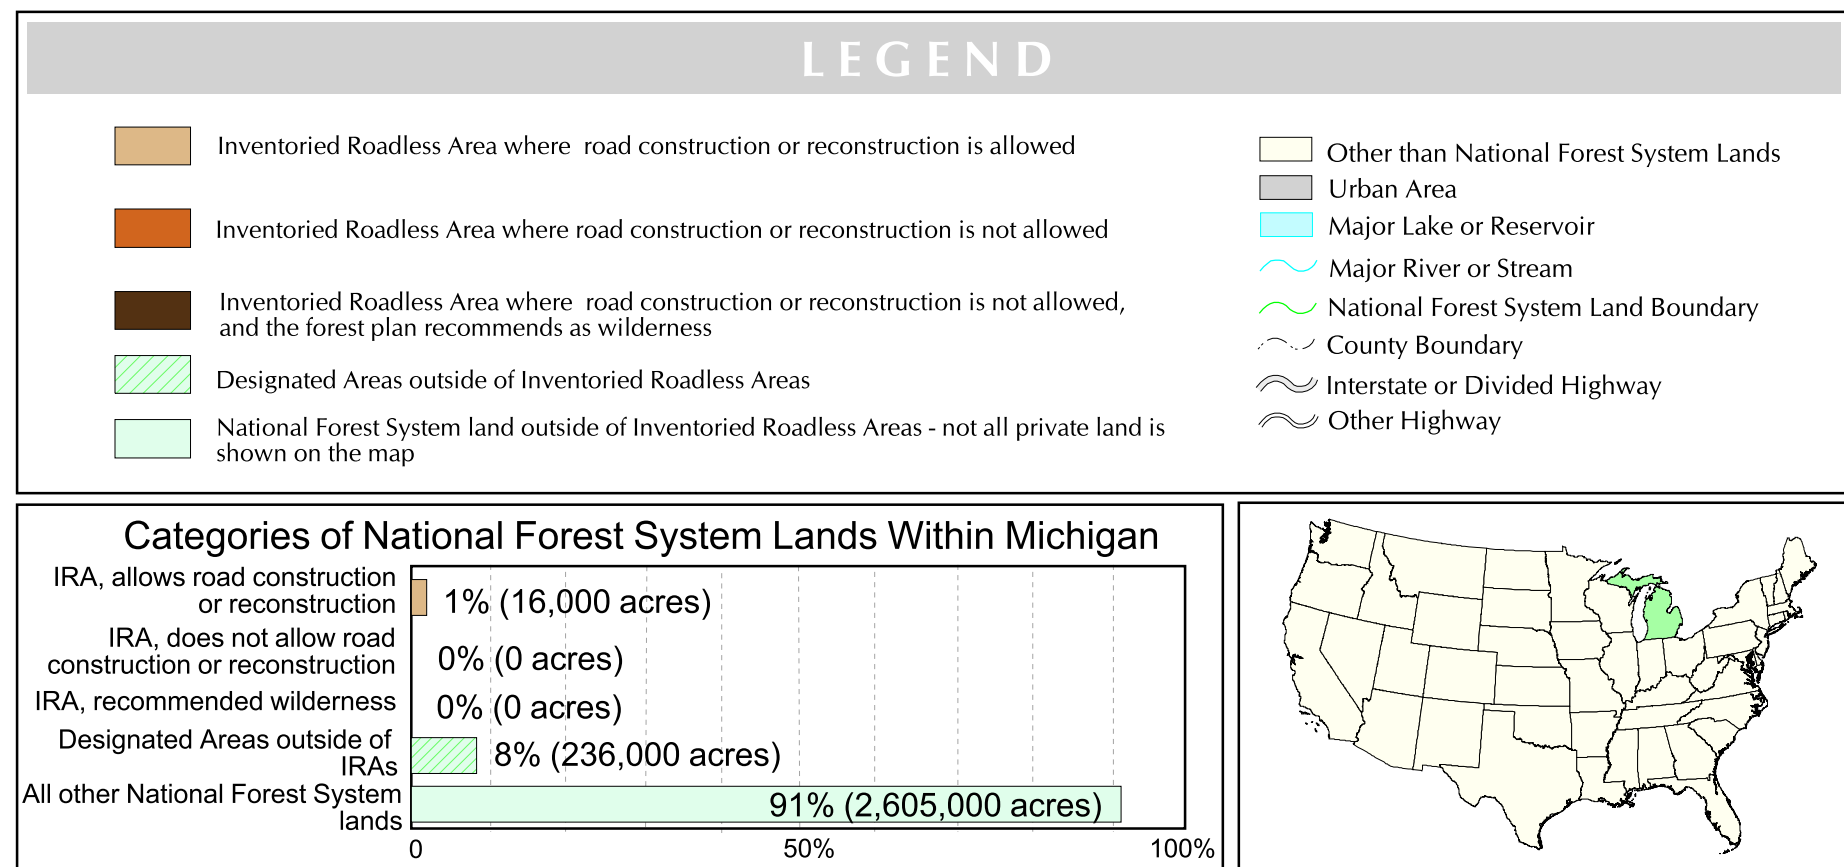 LEGEND
Inventoried Roadless Area where road construction or reconstruction is allowed
Inventoried Roadless Area where road construction or reconstruction is not allowed
Inventoried Roadless Area where road construction or reconstruction is not allowed,
and the forest plan recommends as wilderness
Designated Areas outside of Inventoried Roadless Areas
National Forest System land outside of Inventoried Roadless Areas - not all private land is
shown on the map
Other than National Forest System Lands
Urban Area
Major Lake or Reservoir
Major River or Stream
National Forest System Land Boundary
County Boundary
Interstate or Divided Highway
Other Highway
Categories of National Forest System Lands Within Michigan
IRA, allows road construction
or reconstruction
1% (16,000 acres)
IRA, does not allow road
construction or reconstruction
0% (0 acres)
IRA, recommended wilderness
0% (0 acres)
Designated Areas outside of
IRAs
8% (236,000 acres)
All other National Forest System
lands
91% (2,605,000 acres)
0
50%
100%